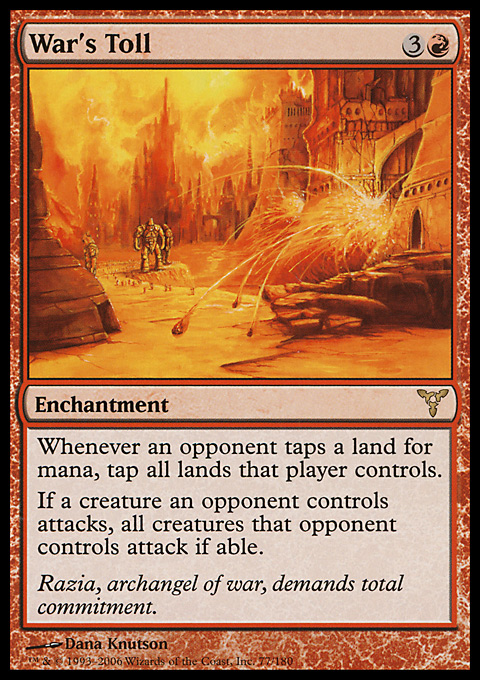 War's Toll
3
Enchantment
Whenever an opponent taps a land for
mana, tap all lands that player controls.
If a creature an opponent controls
attacks, all creatures that opponent
controls attack if able.
Razia, archangel of war, demands total
commitment.
Dana Knutson
™ & © 1993–2006 Wizards of the Coast, Inc. 77/180